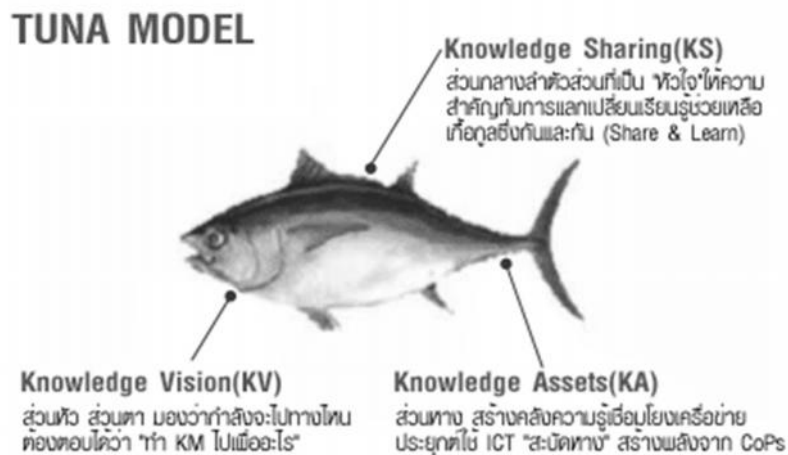 TUNA MODEL
Knowledge Sharing(KS)
ส่วนกลางลำตัวส่วนที่เป็น "หัวใจ"ให้ความ
สำคัญกับการแลกเปลี่ยนเรียนรู้ช่วยเหลือ
เกื้อกูลซึ่งกันและกัน (Share & Learn)
Knowledge Vision(KV)
ส่วนหัว ส่วนตา มองว่ากำลังจะไปทางไหน
ต้องตอบได้ว่า "ทำ KM ไปเพื่ออะไร"
Knowledge Assets(KA)
ส่วนหาง สร้างคลังความรู้เชื่อมโยงเครือข่าย
ประยุกต์ใช้ ICT "สะบัดหาง" สร้างพลังจาก CoPs